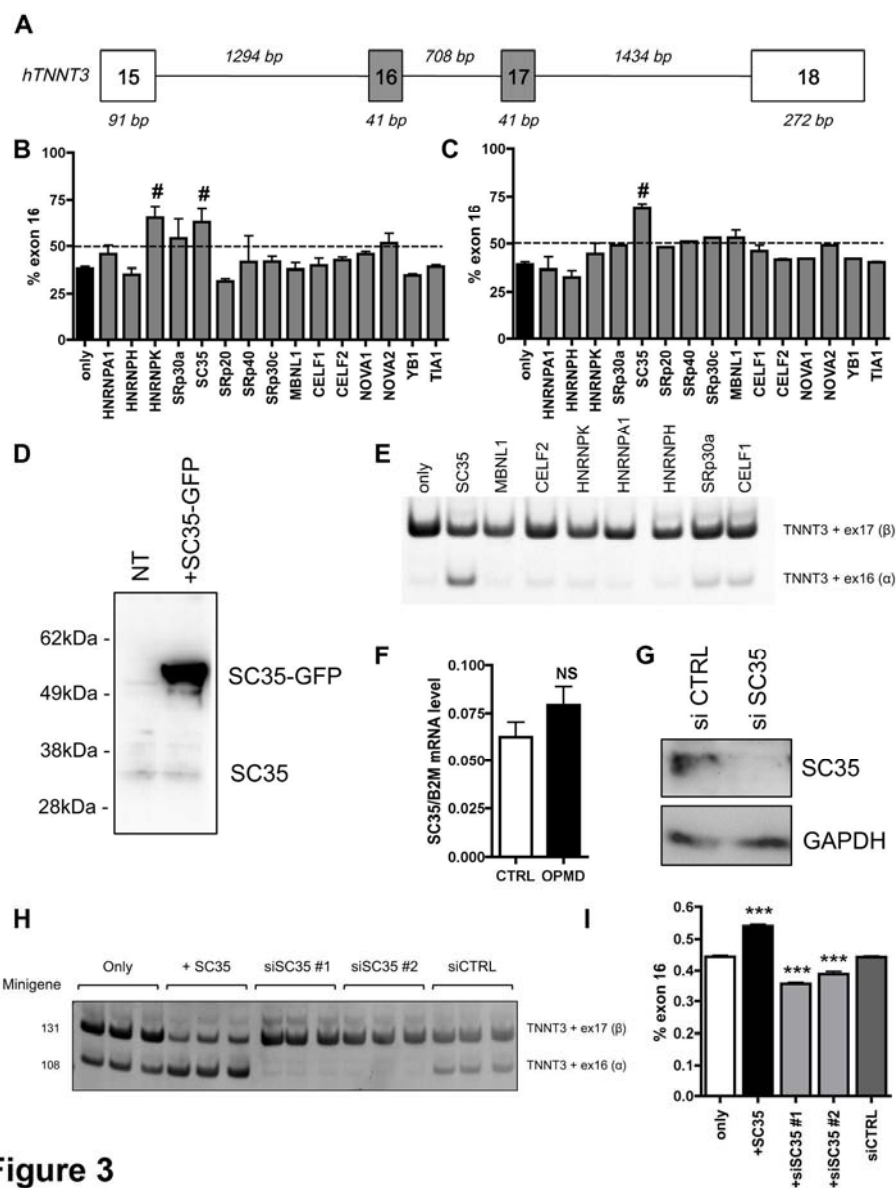 A
1294 bp 708 bp 1434 bp
hTNNT3 15 16 17 18
91 bp 41 bp 41 bp 272 bp
B
100
75
50
25
0
% exon 16
# #
only HNRNPA1 HNRNPH HNRNPK SRp30a SC35 SRp20 SRp40 SRp30c MBNL1 CELF1 CELF2 NOVA1 NOVA2 YB1 TIA1
C
100
75
50
25
0
% exon 16
#
only HNRNPA1 HNRNPH HNRNPK SRp30a SC35 SRp20 SRp40 SRp30c MBNL1 CELF1 CELF2 NOVA1 NOVA2 YB1 TIA1
D
NT +SC35-GFP
62kDa -
49kDa -
38kDa -
28kDa -
SC35-GFP
SC35
E
only SC35 MBNL1 CELF2 HNRNPK HNRNPA1 HNRNPH SRp30a CELF1
TNNT3 + ex17 (β)
TNNT3 + ex16 (α)
F
0.100
0.075
0.050
0.025
0.000
SC35/B2M mRNA level
NS
CTRL OPMD
G
si CTRL si SC35
SC35
GAPDH
H
Only + SC35 siSC35 #1 siSC35 #2 siCTRL
Minigene
131 TNNT3 + ex17 (β)
108 TNNT3 + ex16 (α)
I
0.6
0.5
0.4
0.3
0.2
0.1
0.0
% exon 16
***
*** ***
only +SC35 +siSC35 #1 +siSC35 #2 siCTRL
Figure 3